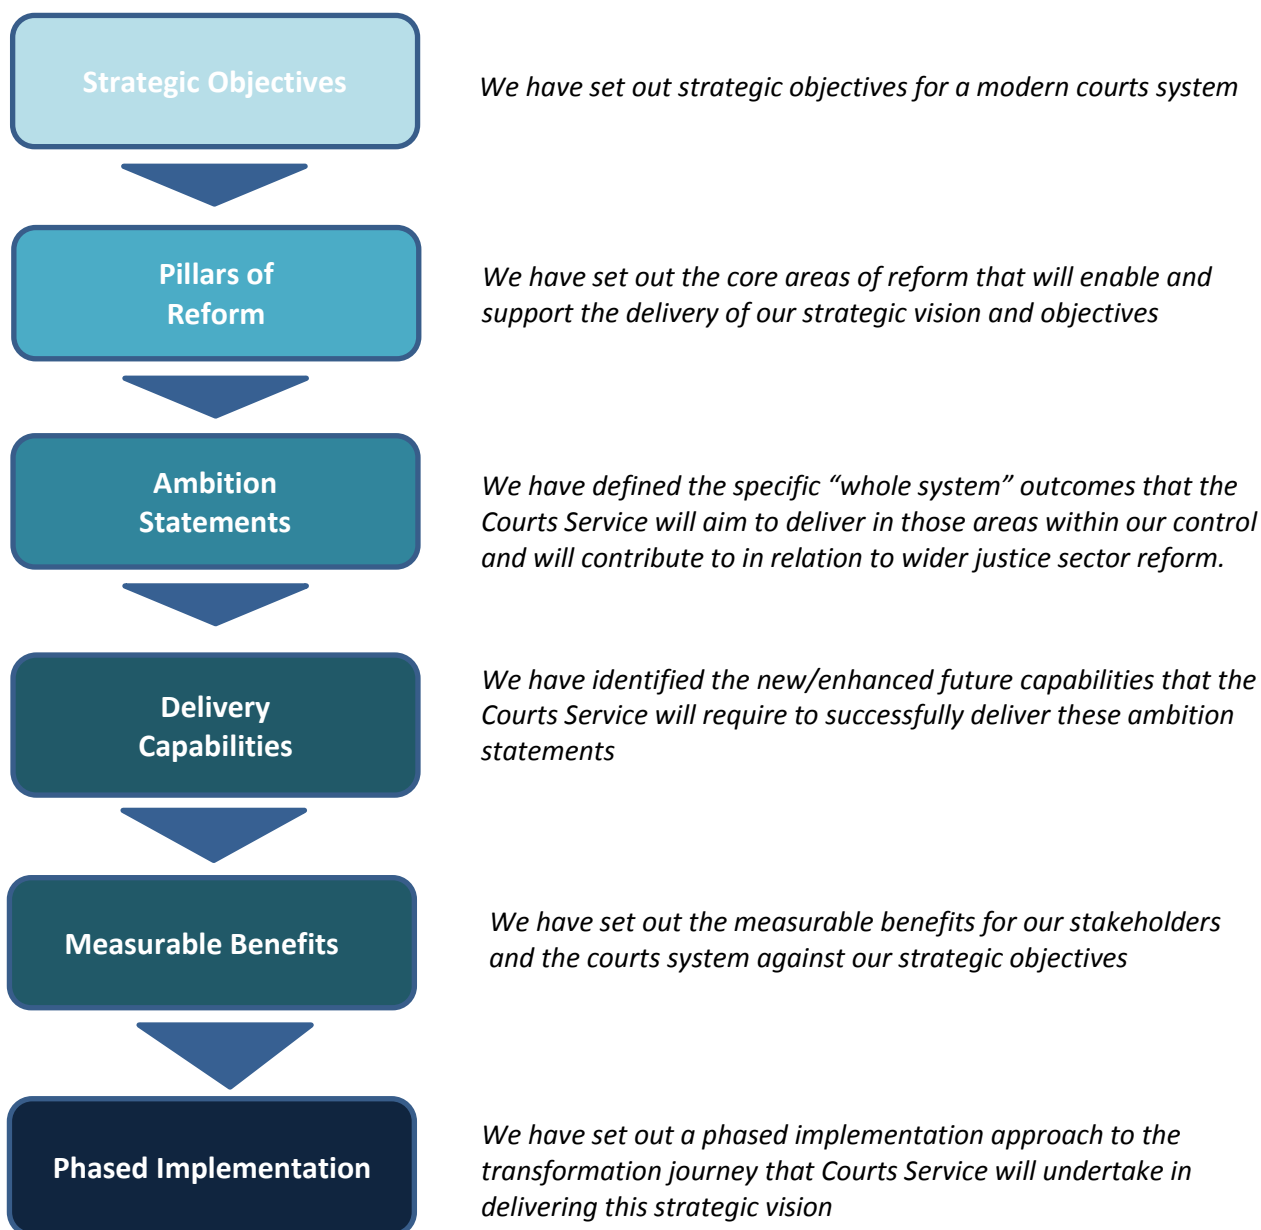 Strategic Objectives
We have set out strategic objectives for a modern courts system
Pillars of
Reform
We have set out the core areas of reform that will enable and
support the delivery of our strategic vision and objectives
Ambition
Statements
We have defined the specific “whole system” outcomes that the
Courts Service will aim to deliver in those areas within our control
and will contribute to in relation to wider justice sector reform.
Delivery
Capabilities
We have identified the new/enhanced future capabilities that the
Courts Service will require to successfully deliver these ambition
statements
Measurable Benefits
We have set out the measurable benefits for our stakeholders
and the courts system against our strategic objectives
Phased Implementation
We have set out a phased implementation approach to the
transformation journey that Courts Service will undertake in
delivering this strategic vision